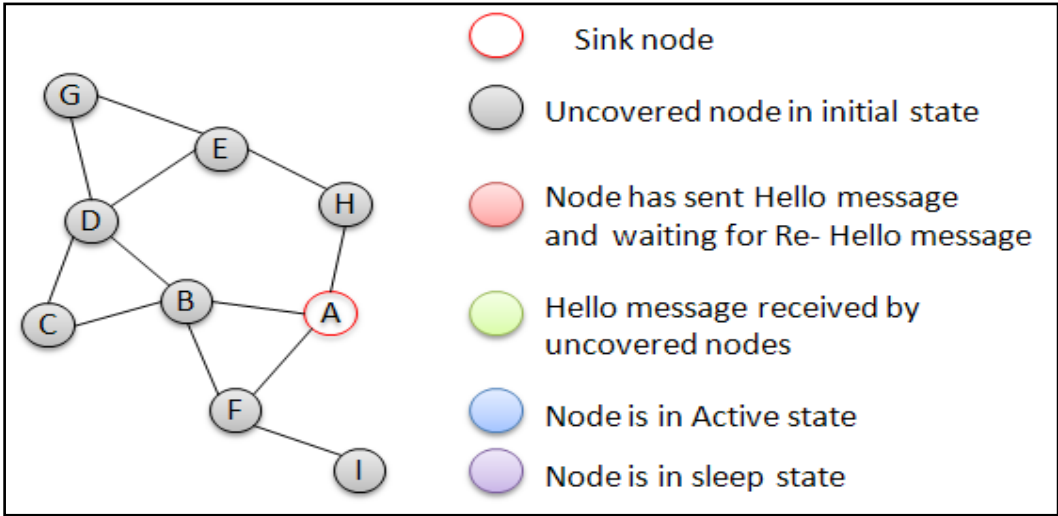 Sink node
G
Uncovered node in initial state
E
H
Node has sent Hello message
and waiting for Re- Hello message
D
B
A
C
Hello message received by
uncovered nodes
F
Node is in Active state
I
Node is in sleep state